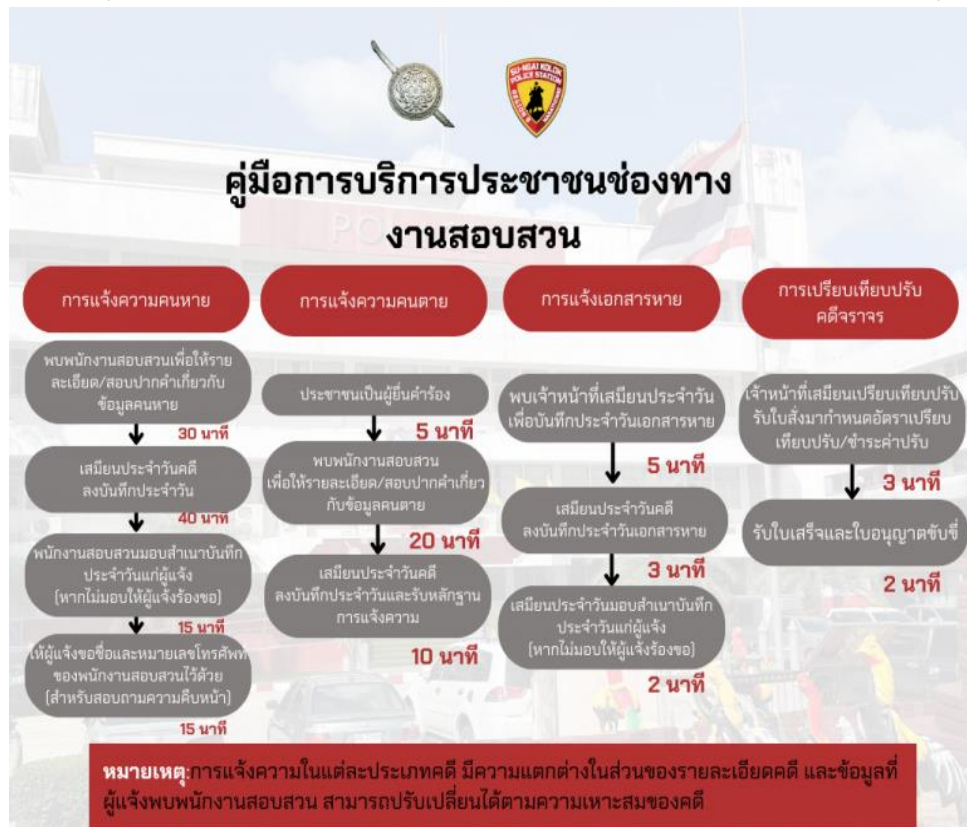 SU-NGAI KOLOK
POLICE STATION
คู่มือการบริการประชาชนช่องทาง
งานสอบสวน
การแจ้งความคนหาย
พบพนักงานสอบสวนเพื่อให้ราย
ละเอียด/สอบปากคำเกี่ยวกับ
ข้อมูลคนหาย
30 นาที
เสมียนประจำวันคดี
ลงบันทึกประจำวัน
40 นาที
พนักงานสอบสวนมอบสำเนาบันทึก
ประจำวันแก่ผู้แจ้ง
(หากไม่มอบให้ผู้แจ้งร้องขอ)
15 นาที
ให้ผู้แจ้งขอชื่อและหมายเลขโทรศัพท์
ของพนักงานสอบสวนไว้ด้วย
(สำหรับสอบถามความคืบหน้า)
15 นาที
การแจ้งความคนตาย
ประชาชนเป็นผู้ยื่นคำร้อง
5 นาที
พบพนักงานสอบสวน
เพื่อให้รายละเอียด/สอบปากคำเกี่ยว
กับข้อมูลคนตาย
20 นาที
เสมียนประจำวันคดี
ลงบันทึกประจำวันและรับหลักฐาน
การแจ้งความ
10 นาที
การแจ้งเอกสารหาย
พบเจ้าหน้าที่เสมียนประจำวัน
เพื่อบันทึกประจำวันเอกสารหาย
5 นาที
เสมียนประจำวันคดี
ลงบันทึกประจำวันเอกสารหาย
3 นาที
เสมียนประจำวันมอบสำเนาบันทึก
ประจำวันแก่ผู้แจ้ง
(หากไม่มอบให้ผู้แจ้งร้องขอ)
2 นาที
การเปรียบเทียบปรับ
คดีจราจร
เจ้าหน้าที่เสมียนเปรียบเทียบปรับ
รับใบสั่งมากำหนดอัตราเปรียบ
เทียบปรับ/ชำระค่าปรับ
3 นาที
รับใบเสร็จและใบอนุญาตขับขี่
2 นาที
หมายเหตุ:การแจ้งความในแต่ละประเภทคดี มีความแตกต่างในส่วนของรายละเอียดคดี และข้อมูลที่
ผู้แจ้งพบพนักงานสอบสวน สามารถปรับเปลี่ยนได้ตามความเหมาะสมของคดี